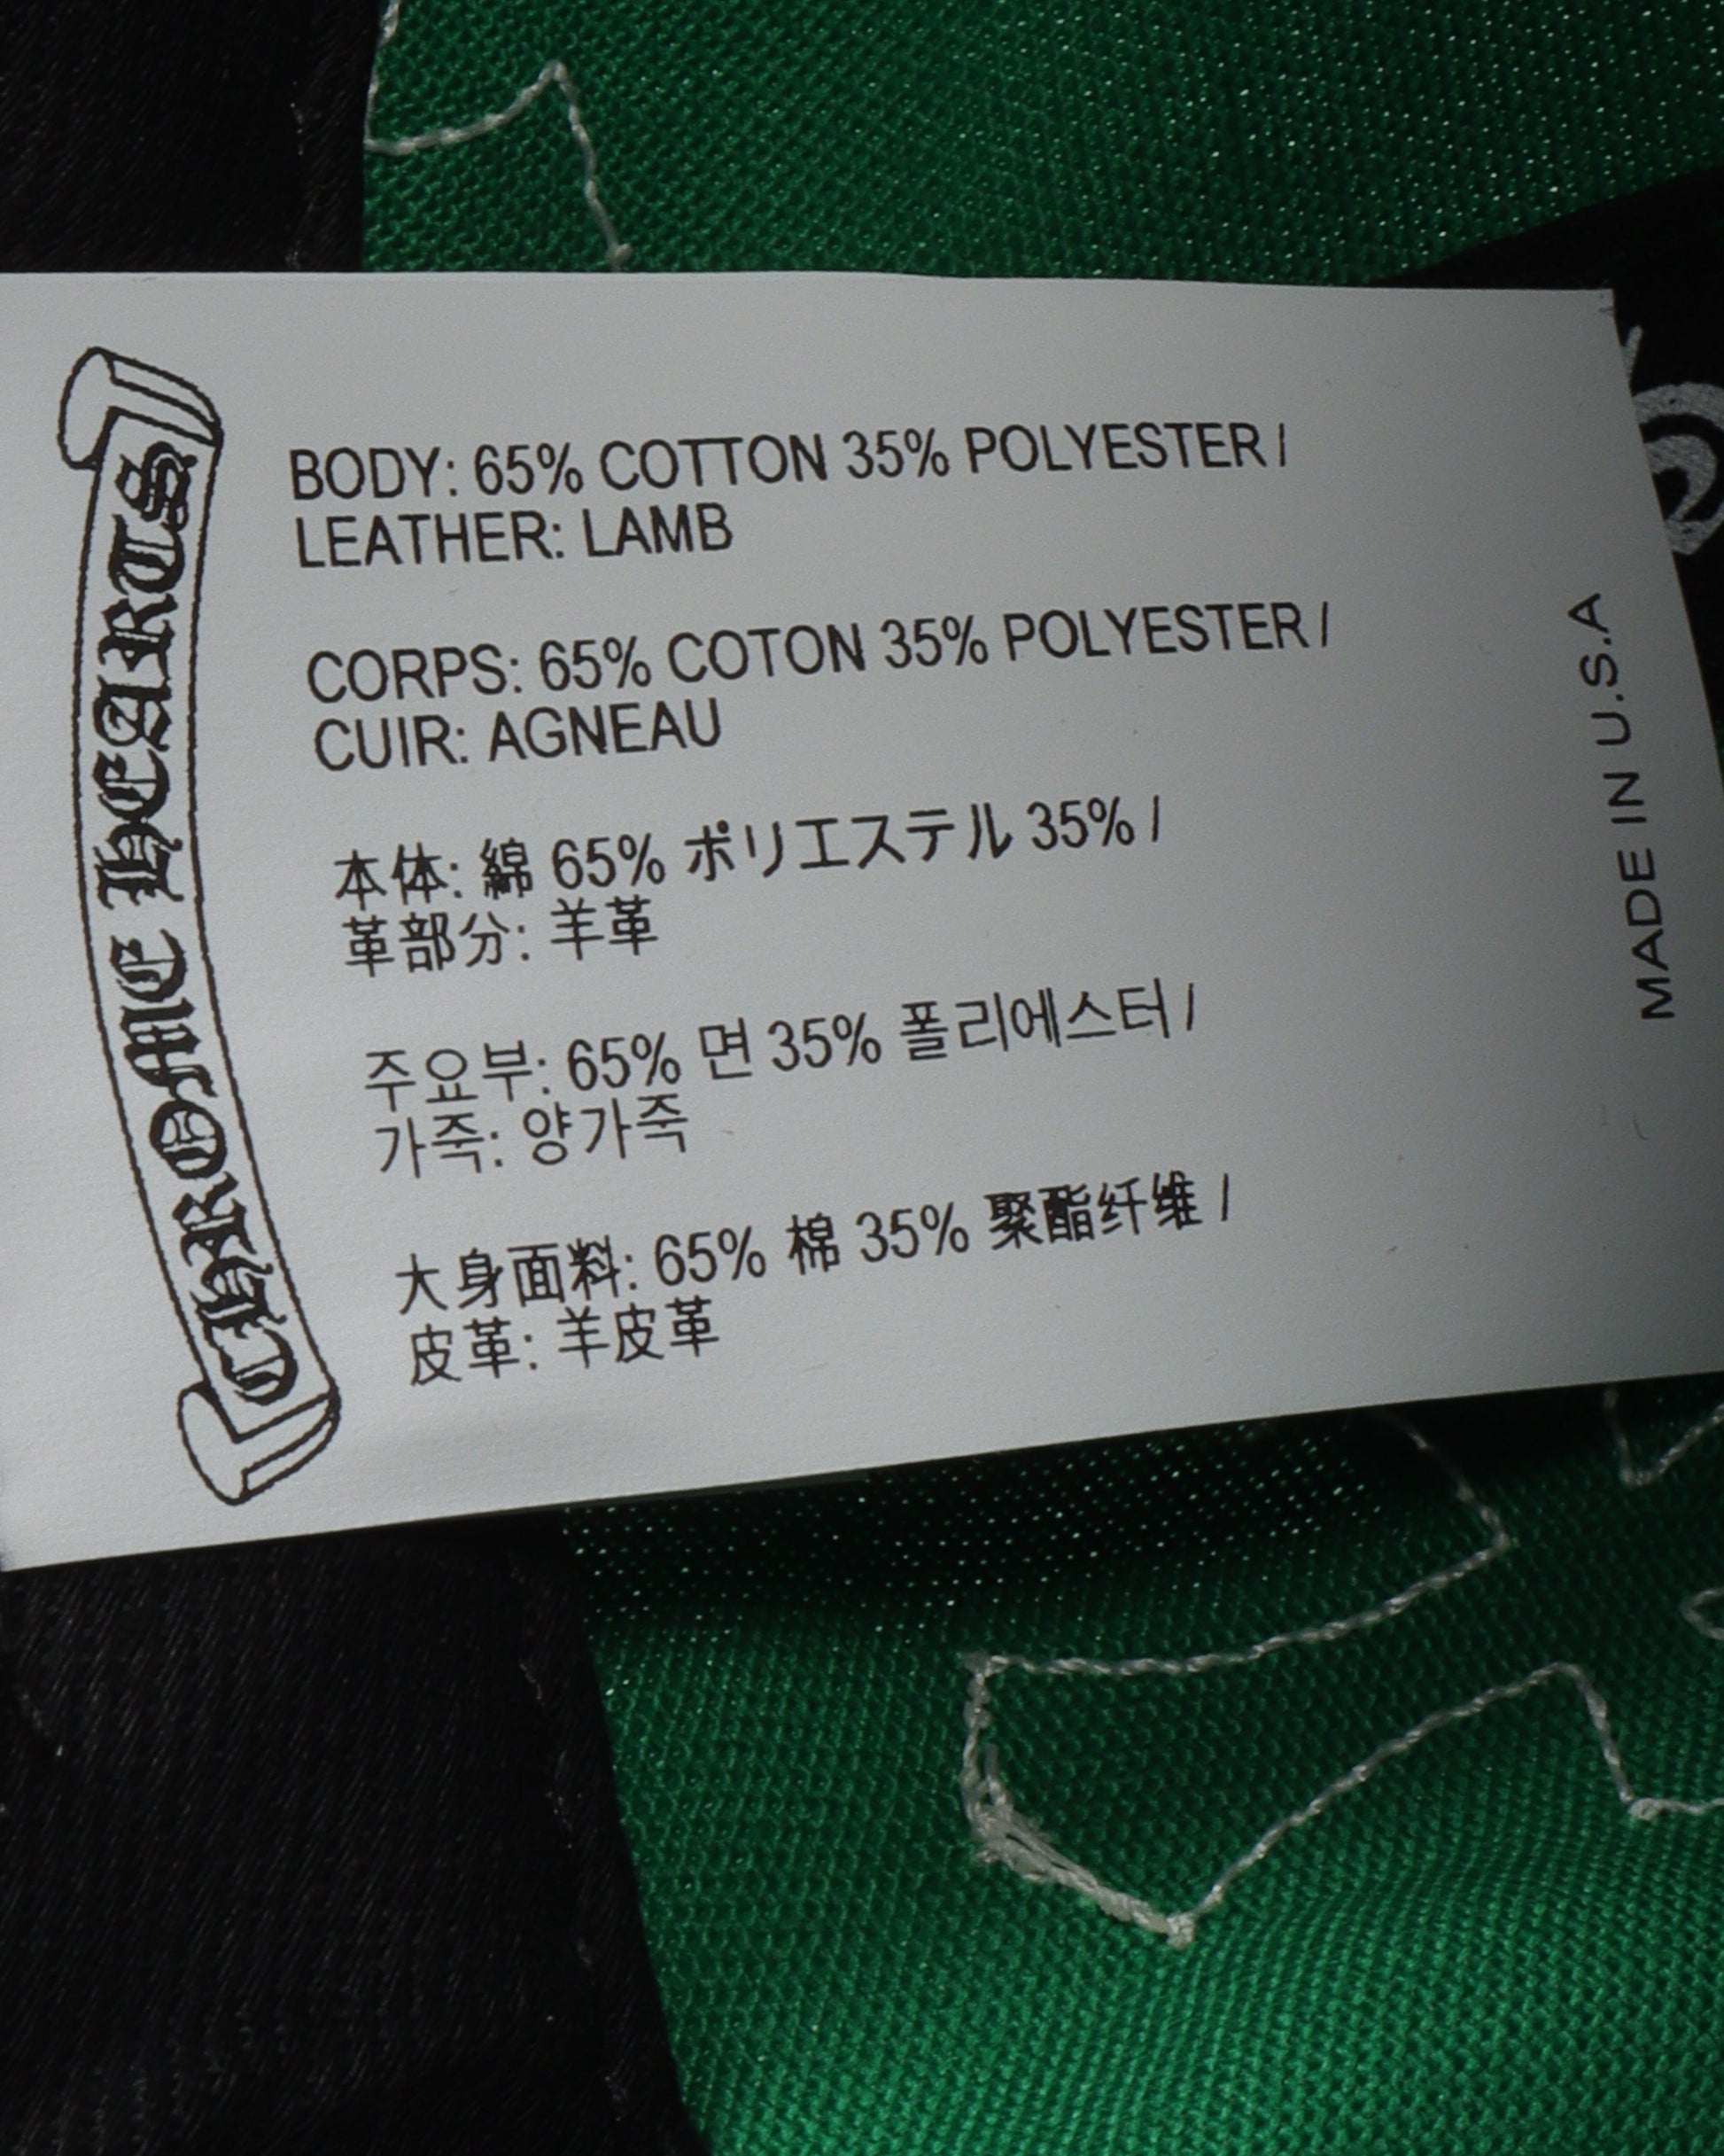 CHROME HEARTS
BODY: 65% COTTON 35% POLYESTER /
LEATHER: LAMB
CORPS: 65% COTON 35% POLYESTER /
CUIR: AGNEAU
本体: 綿 65% ポリエステル 35% /
革部分: 羊革
주요부: 65% 면 35% 폴리에스터 /
가죽: 양가죽
大身面料: 65% 棉 35% 聚酯纤维 /
皮革: 羊皮革
MADE IN U.S.A